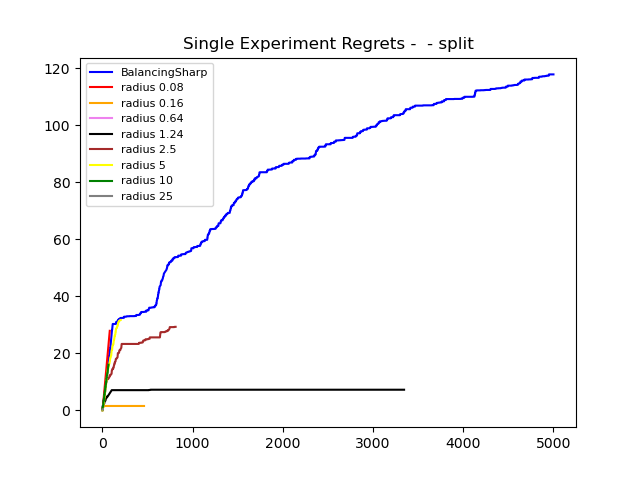 Single Experiment Regrets -  - split
120
100
80
60
40
20
0
BalancingSharp
radius 0.08
radius 0.16
radius 0.64
radius 1.24
radius 2.5
radius 5
radius 10
radius 25
0 1000 2000 3000 4000 5000